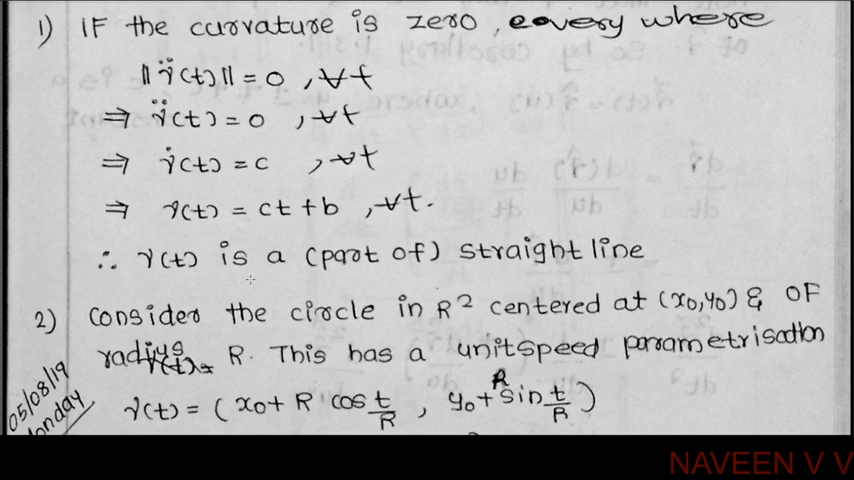 1) IF the curvature is zero, everywhere
||γ̈(t)|| = 0 , ∀t
⇒ γ̈(t) = 0 , ∀t
⇒ γ̇(t) = c , ∀t
⇒ γ(t) = ct + b , ∀t.
∴ γ(t) is a (part of) straight line
2) Consider the circle in R² centered at (x0, y0) & OF
radius R. This has a unitspeed parametrisation
γ(t) = (x0 + R cos t/R , y0 + R sin t/R)
05/08/19
Monday
NAVEEN V V